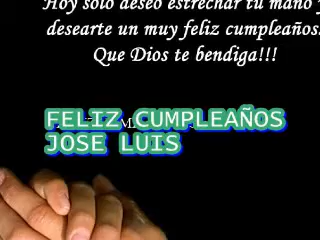 Hoy solo deseo estrechar tu mano y
desearte un muy feliz cumpleaños!
Que Dios te bendiga!!!
FELIZ CUMPLEAÑOS
JOSE LUIS